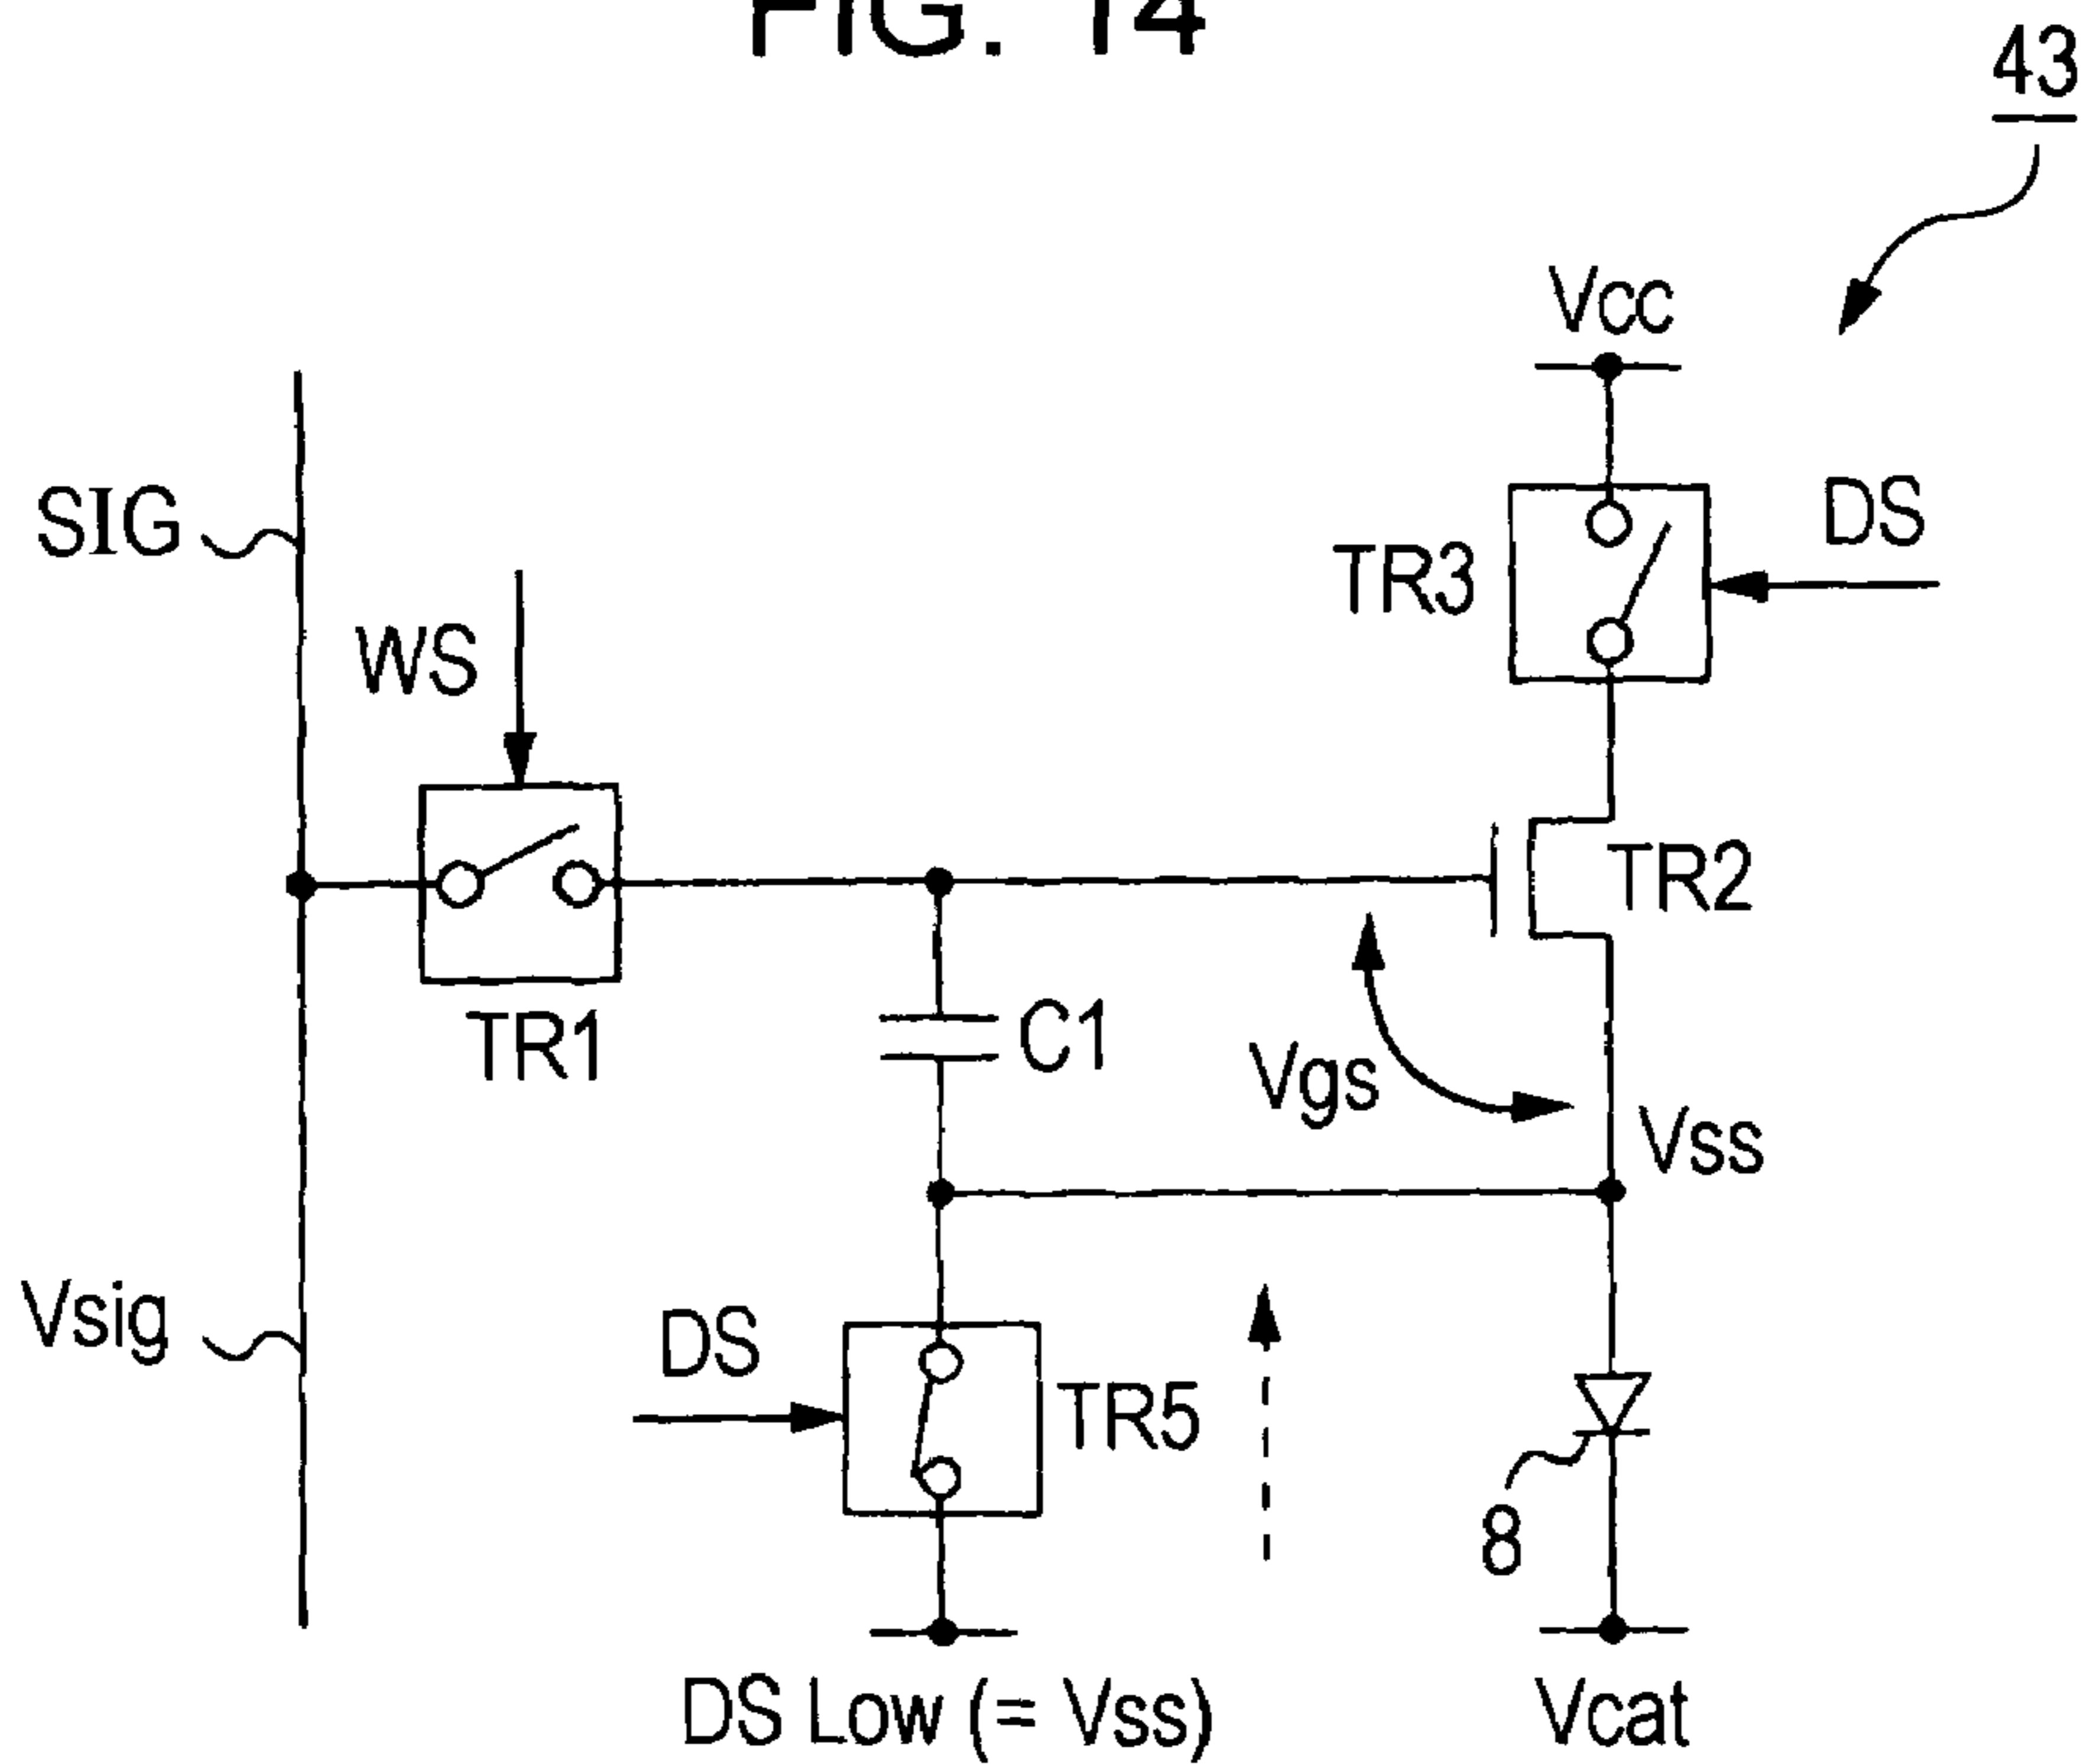 FIG. 14
43
Vcc
SIG
DS
TR3
WS
TR2
TR1
C1
Vgs
Vss
Vsig
DS
TR5
8
DS Low (= Vss)
Vcat